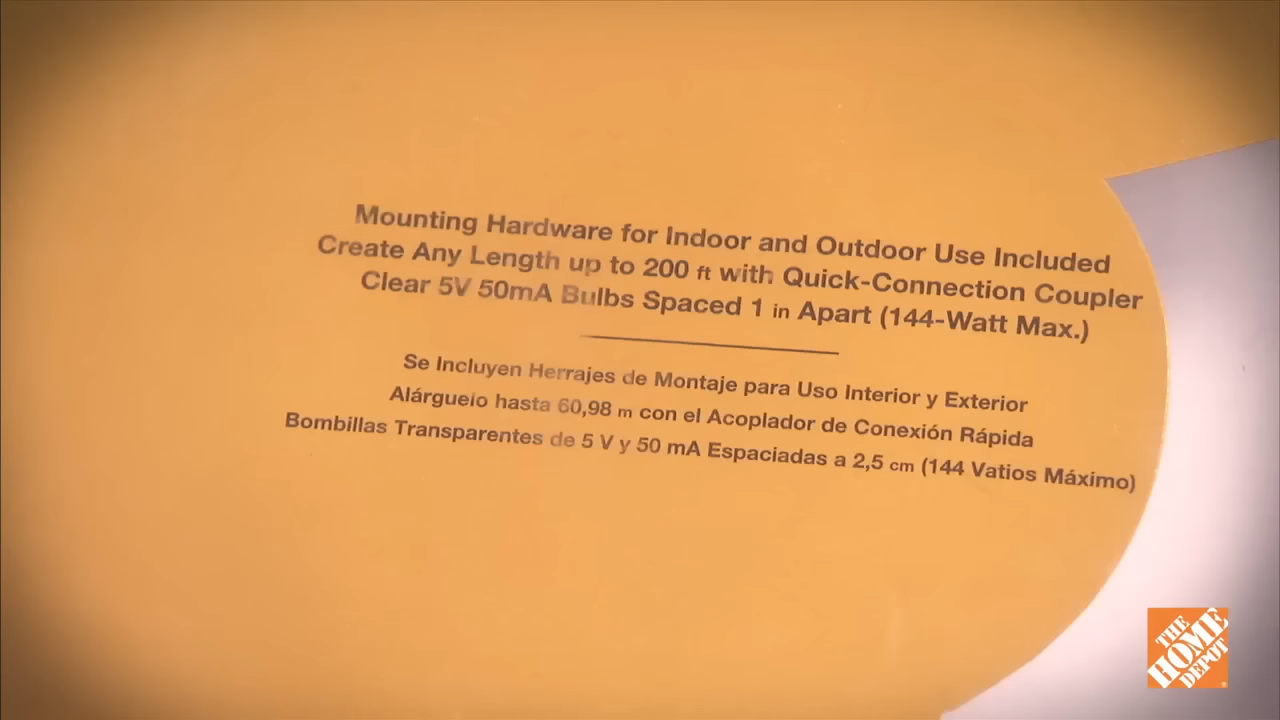 Mounting Hardware for Indoor and Outdoor Use Included
Create Any Length up to 200 ft with Quick-Connection Coupler
Clear 5V 50mA Bulbs Spaced 1 in Apart (144-Watt Max.)
Se Incluyen Herrajes de Montaje para Uso Interior y Exterior
Alárguelo hasta 60,98 m con el Acoplador de Conexión Rápida
Bombillas Transparentes de 5 V y 50 mA Espaciadas a 2,5 cm (144 Vatios Máximo)
THE
HOME
DEPOT